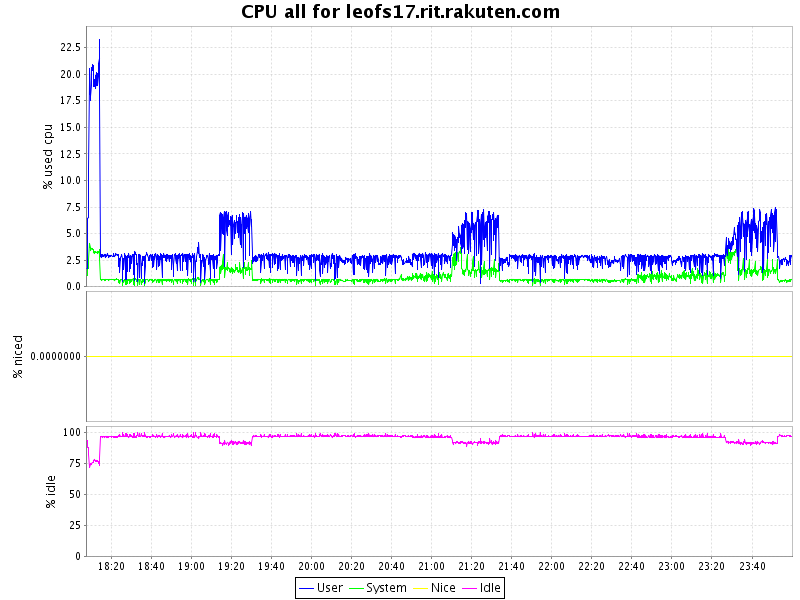 CPU all for leofs17.rit.rakuten.com
% used cpu
22.5
20.0
17.5
15.0
12.5
10.0
7.5
5.0
2.5
0.0
% niced
0.0000000
% idle
100
75
50
25
0
18:20 18:40 19:00 19:20 19:40 20:00 20:20 20:40 21:00 21:20 21:40 22:00 22:20 22:40 23:00 23:20 23:40
User System Nice Idle